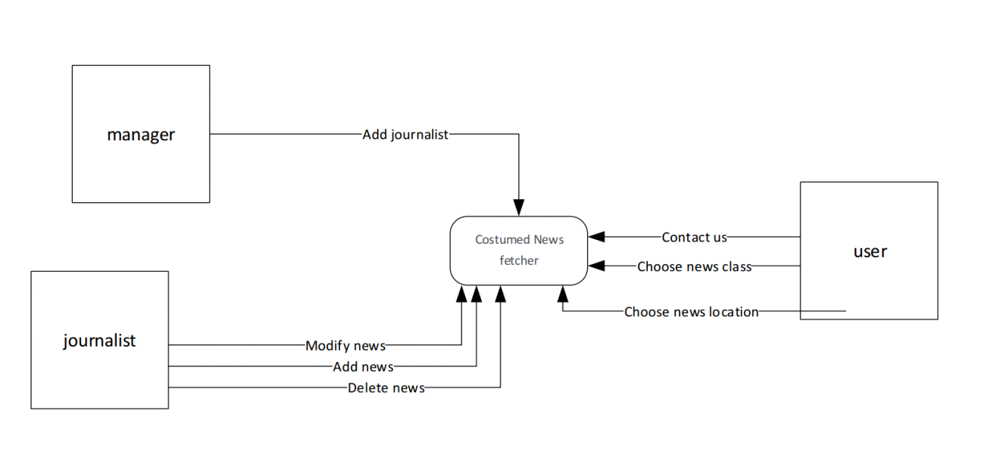 manager
Add journalist
Costumed News
fetcher
Contact us
Choose news class
Choose news location
user
journalist
Modify news
Add news
Delete news